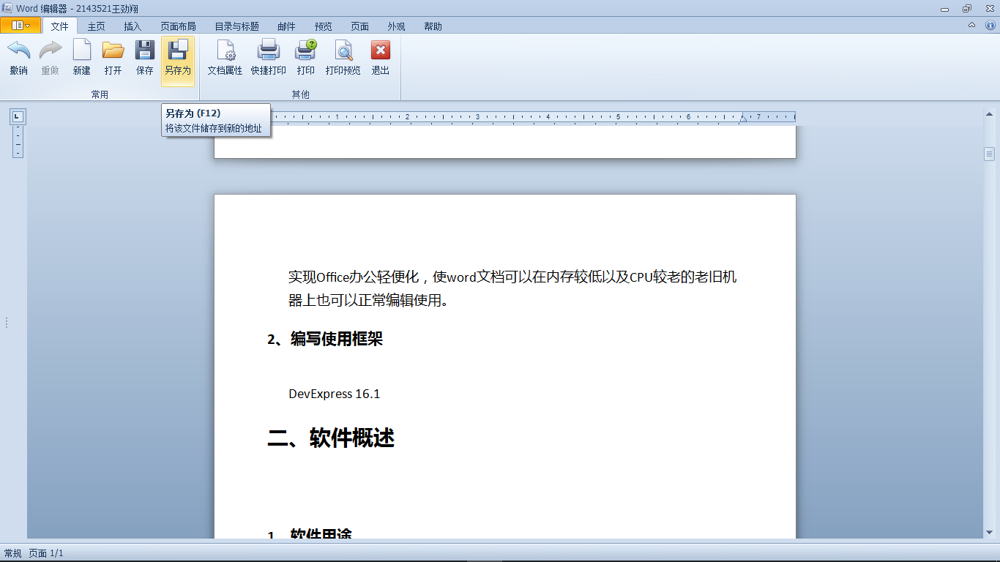 Word 编辑器 - 2143521王劲翔
文件 主页 插入 页面布局 目录与标题 邮件 预览 页面 外观 帮助
撤销 重做 新建 打开 保存 另存为 文档属性 快捷打印 打印 打印预览 退出
常用 其他
另存为 (F12)
将该文件储存到新的地址
1 2 3 4 5 6 7
实现Office办公轻便化，使word文档可以在内存较低以及CPU较老的老旧机
器上也可以正常编辑使用。
2、编写使用框架
DevExpress 16.1
二、软件概述
1、软件用途
常规 页面 1/1